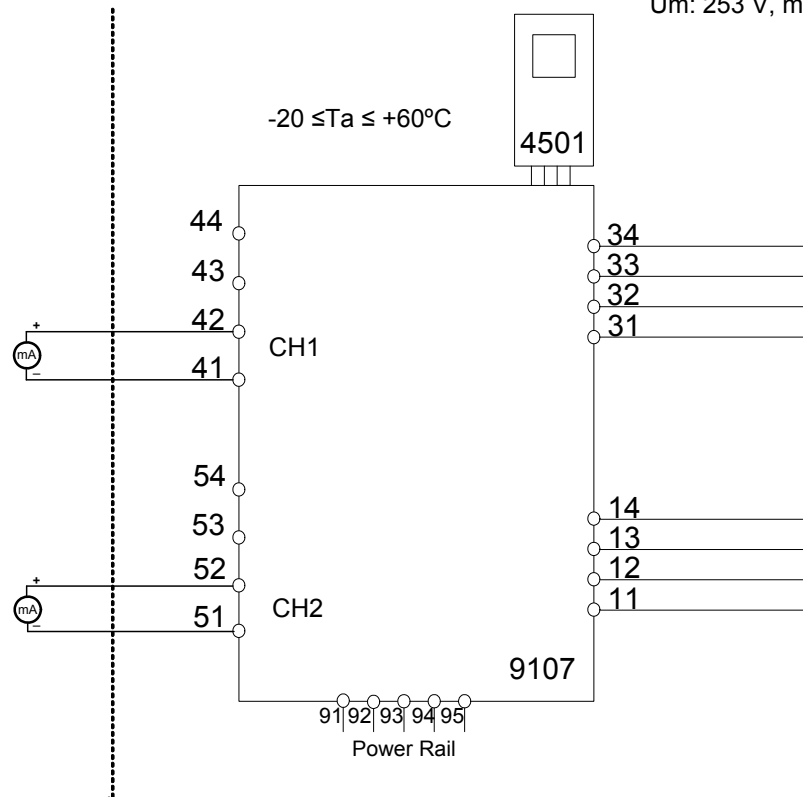 Um: 253 V, m
-20 ≤Ta ≤ +60ºC
4501
44
43
42
41
CH1
+
mA
–
34
33
32
31
54
53
52
51
CH2
+
mA
–
14
13
12
11
9107
91 92 93 94 95
Power Rail